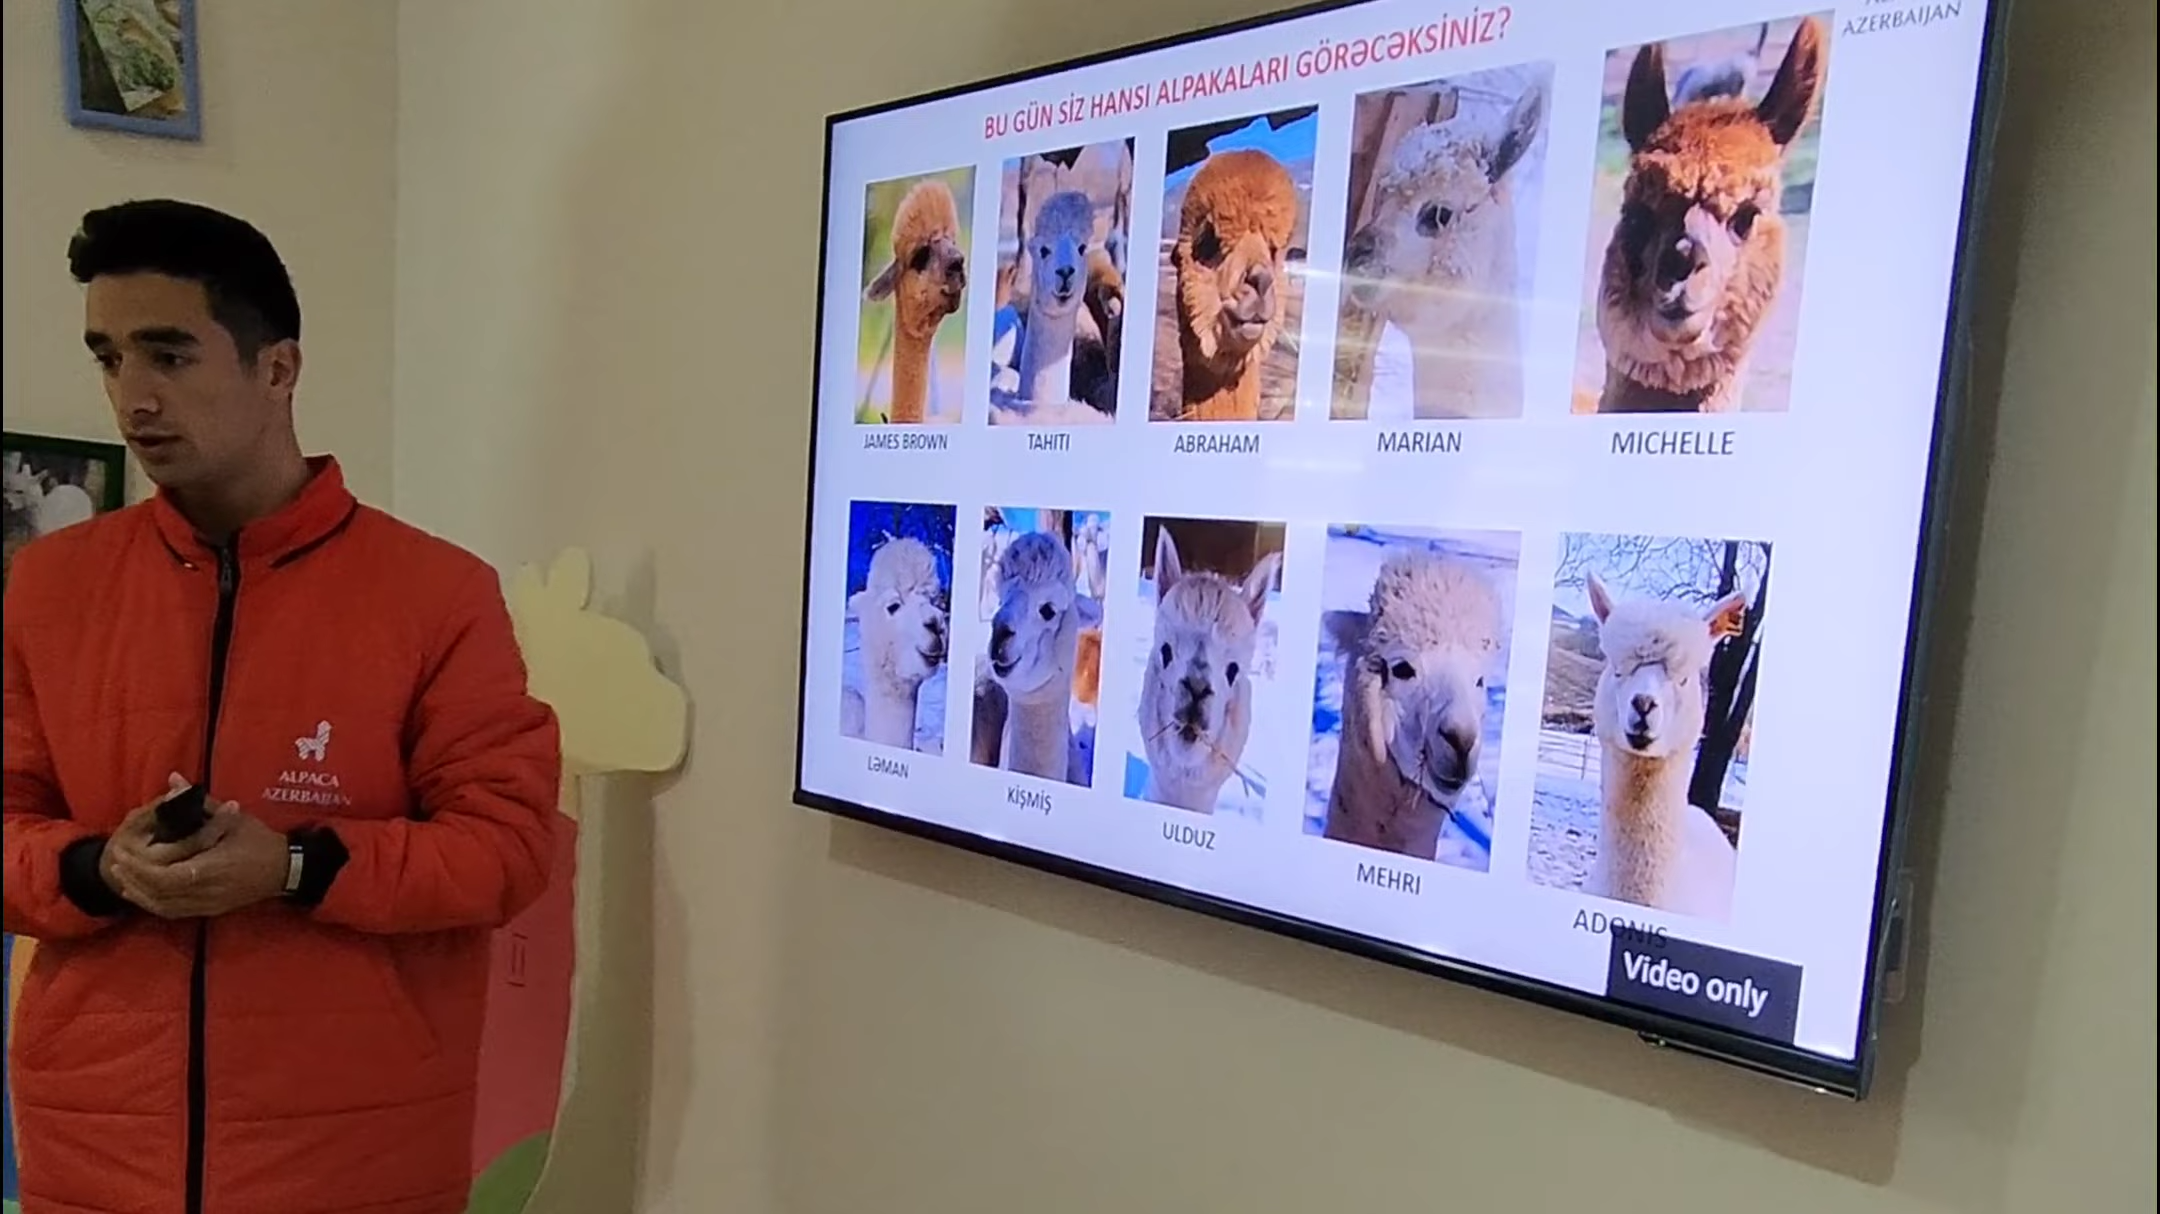 AZERBAIJAN
BU GÜN SİZ HANSI ALPAKALARI GÖRƏCƏKSİNİZ?
JAMES BROWN
TAHITI
ABRAHAM
MARIAN
MICHELLE
LƏMAN
KİŞMİŞ
ULDUZ
MEHRI
ADONIS
Video only
ALPACA
AZERBAIJAN